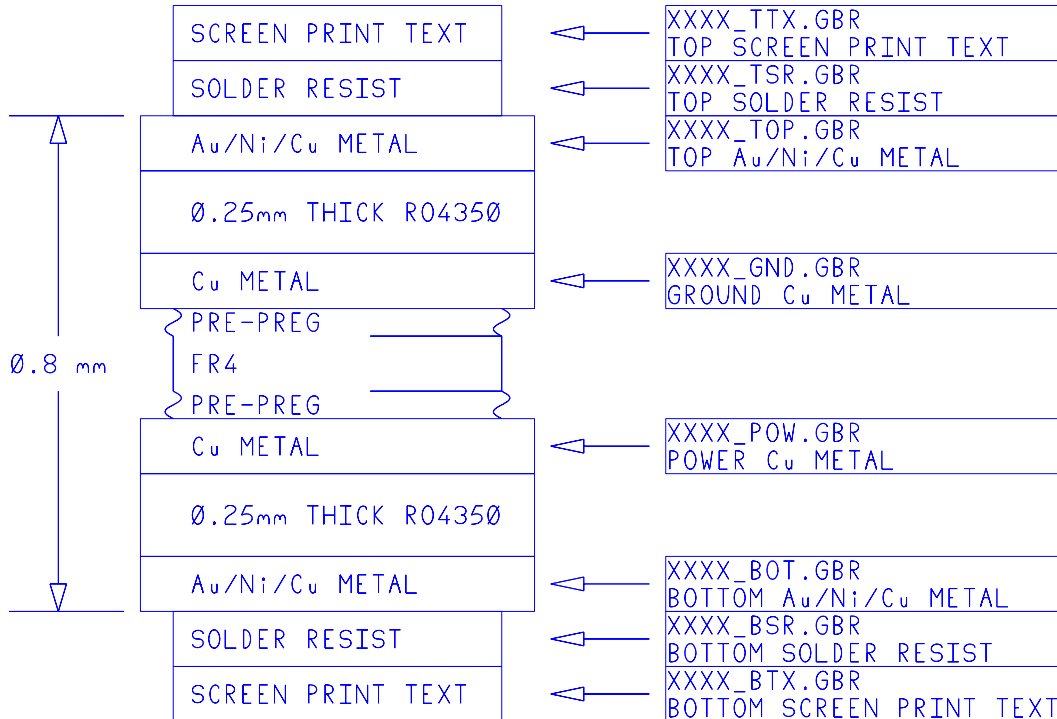 SCREEN PRINT TEXT
XXXX_TTX.GBR
TOP SCREEN PRINT TEXT
SOLDER RESIST
XXXX_TSR.GBR
TOP SOLDER RESIST
Au/Ni/Cu METAL
XXXX_TOP.GBR
TOP Au/Ni/Cu METAL
0.25mm THICK RO4350
Cu METAL
XXXX_GND.GBR
GROUND Cu METAL
PRE-PREG
0.8 mm
FR4
PRE-PREG
Cu METAL
XXXX_POW.GBR
POWER Cu METAL
0.25mm THICK RO4350
Au/Ni/Cu METAL
XXXX_BOT.GBR
BOTTOM Au/Ni/Cu METAL
SOLDER RESIST
XXXX_BSR.GBR
BOTTOM SOLDER RESIST
SCREEN PRINT TEXT
XXXX_BTX.GBR
BOTTOM SCREEN PRINT TEXT